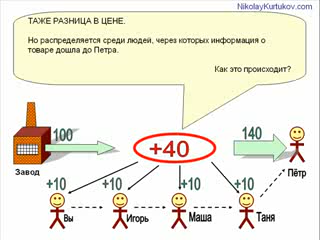 NikolayKurtukov.com
ТАЖЕ РАЗНИЦА В ЦЕНЕ.
Но распределяется среди людей, через которых информация о
товаре дошла до Петра.
Как это происходит?
100
+40
140
Завод
Пётр
+10 +10 +10 +10
Вы Игорь Маша Таня